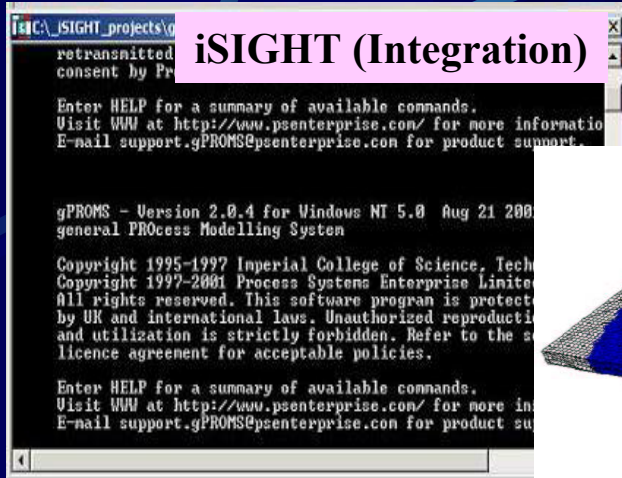 C:\_iSIGHT_projects\g
iSIGHT (Integration)
retransmitted
consent by Pr
Enter HELP for a summary of available commands.
Visit WWW at http://www.psenterprise.com/ for more informatio
E-mail support.gPROMS@psenterprise.com for product support.
gPROMS - Version 2.0.4 for Windows NT 5.0 Aug 21 200
general PROcess Modelling System
Copyright 1995-1997 Imperial College of Science, Tech
Copyright 1997-2001 Process Systems Enterprise Limite
All rights reserved. This software program is protect
by UK and international laws. Unauthorized reproducti
and utilization is strictly forbidden. Refer to the s
licence agreement for acceptable policies.
Enter HELP for a summary of available commands.
Visit WWW at http://www.psenterprise.com/ for more in
E-mail support.gPROMS@psenterprise.com for product su